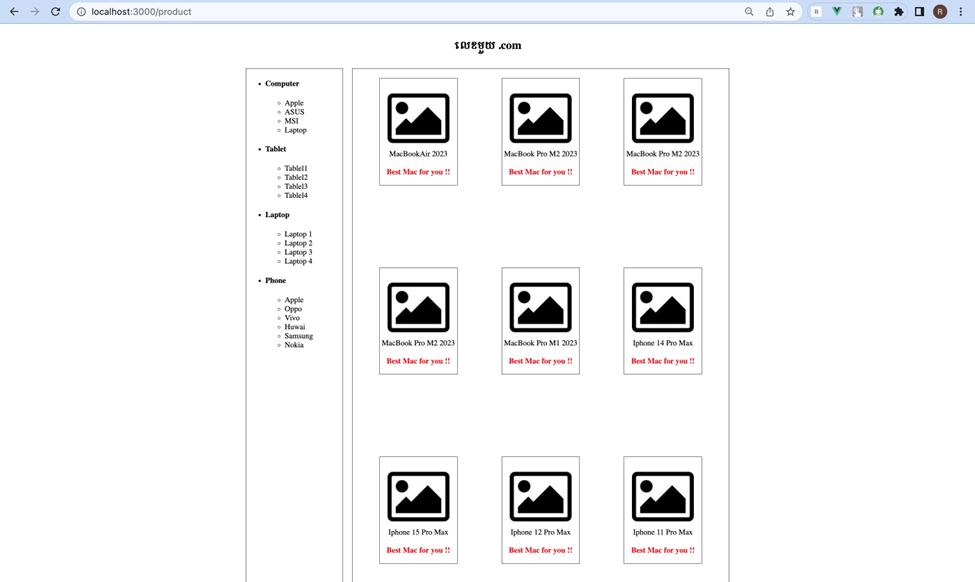 localhost:3000/product
R
លេខមួយ .com
Computer
Apple
ASUS
MSI
Laptop
Tablet
Tablel1
Tablel2
Tablel3
Tablel4
Laptop
Laptop 1
Laptop 2
Laptop 3
Laptop 4
Phone
Apple
Oppo
Vivo
Huwai
Samsung
Nokia
MacBookAir 2023
Best Mac for you !!
MacBook Pro M2 2023
Best Mac for you !!
MacBook Pro M2 2023
Best Mac for you !!
MacBook Pro M2 2023
Best Mac for you !!
MacBook Pro M1 2023
Best Mac for you !!
Iphone 14 Pro Max
Best Mac for you !!
Iphone 15 Pro Max
Best Mac for you !!
Iphone 12 Pro Max
Best Mac for you !!
Iphone 11 Pro Max
Best Mac for you !!